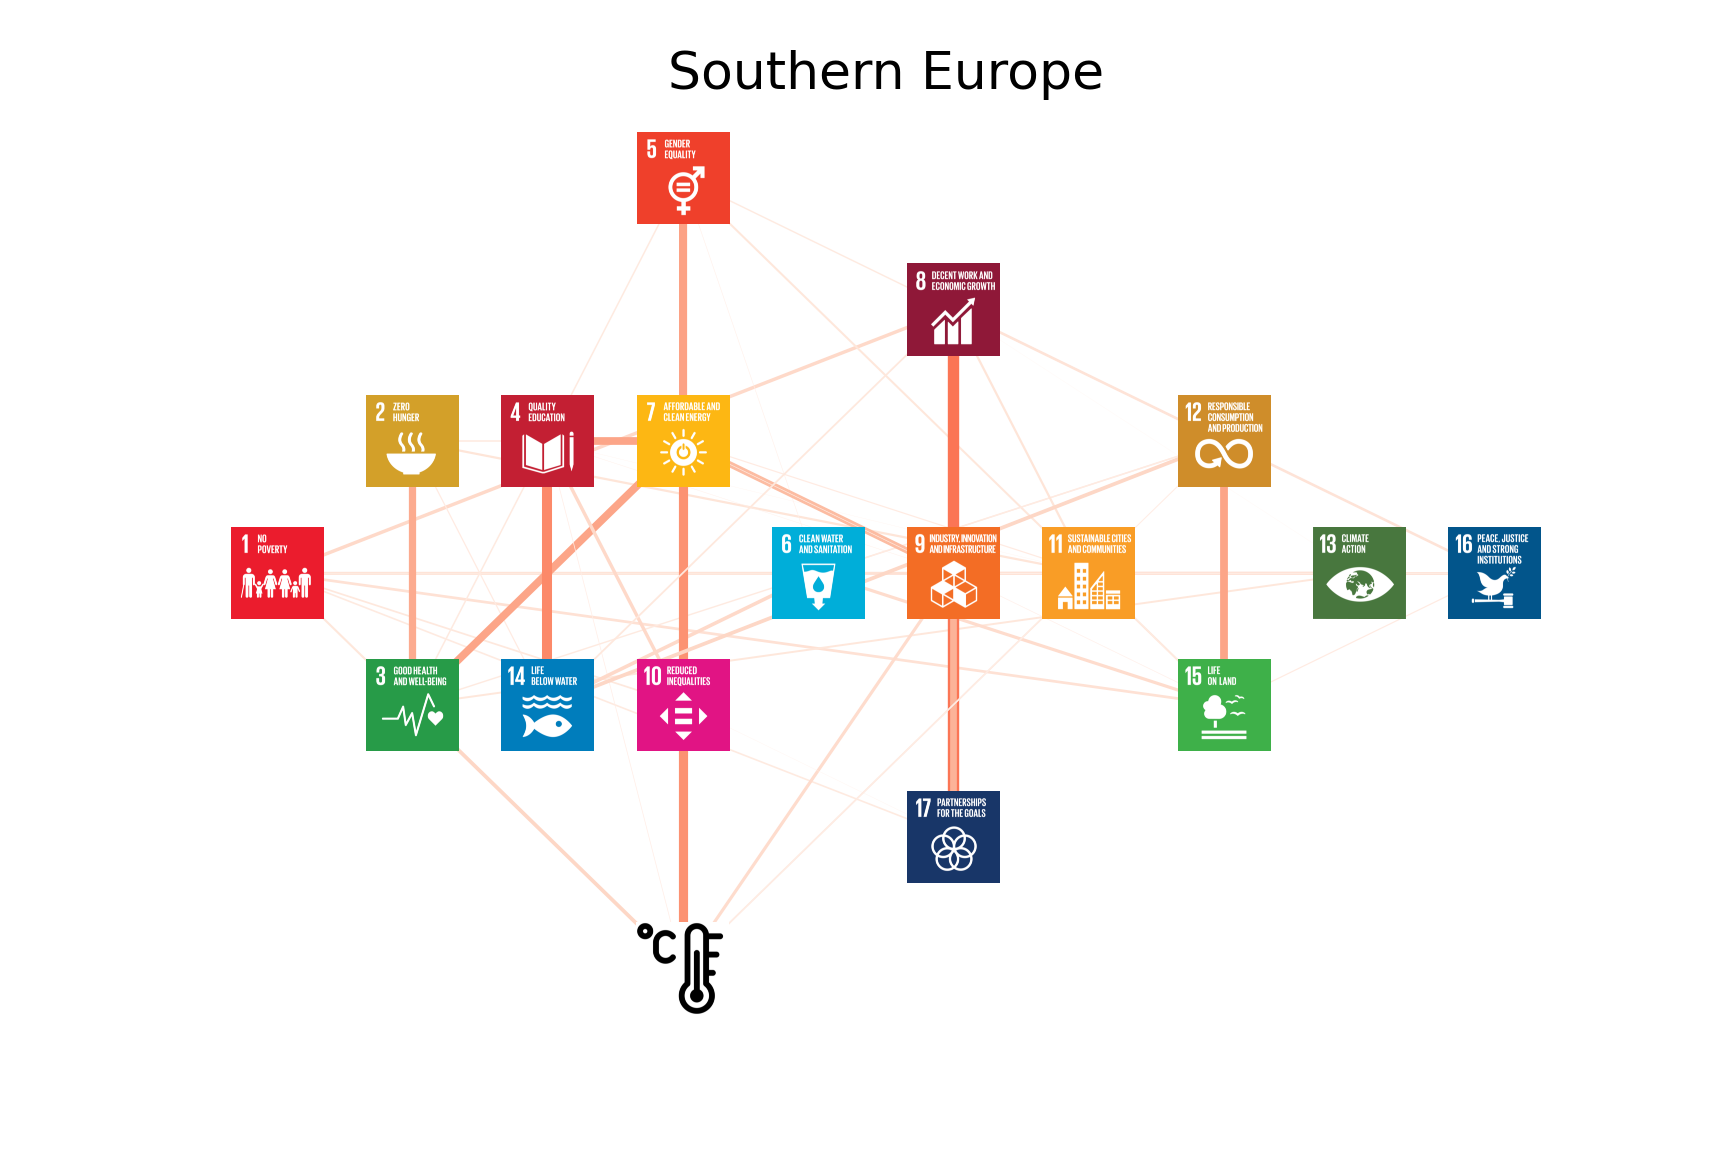 Southern Europe
5 GENDER
EQUALITY
8 DECENT WORK AND
ECONOMIC GROWTH
2 ZERO
HUNGER
4 QUALITY
EDUCATION
7 AFFORDABLE AND
CLEAN ENERGY
12 RESPONSIBLE
CONSUMPTION
AND PRODUCTION
1 NO
POVERTY
6 CLEAN WATER
AND SANITATION
9 INDUSTRY, INNOVATION
AND INFRASTRUCTURE
11 SUSTAINABLE CITIES
AND COMMUNITIES
13 CLIMATE
ACTION
16 PEACE, JUSTICE
AND STRONG
INSTITUTIONS
3 GOOD HEALTH
AND WELL-BEING
14 LIFE
BELOW WATER
10 REDUCED
INEQUALITIES
15 LIFE
ON LAND
17 PARTNERSHIPS
FOR THE GOALS
°C